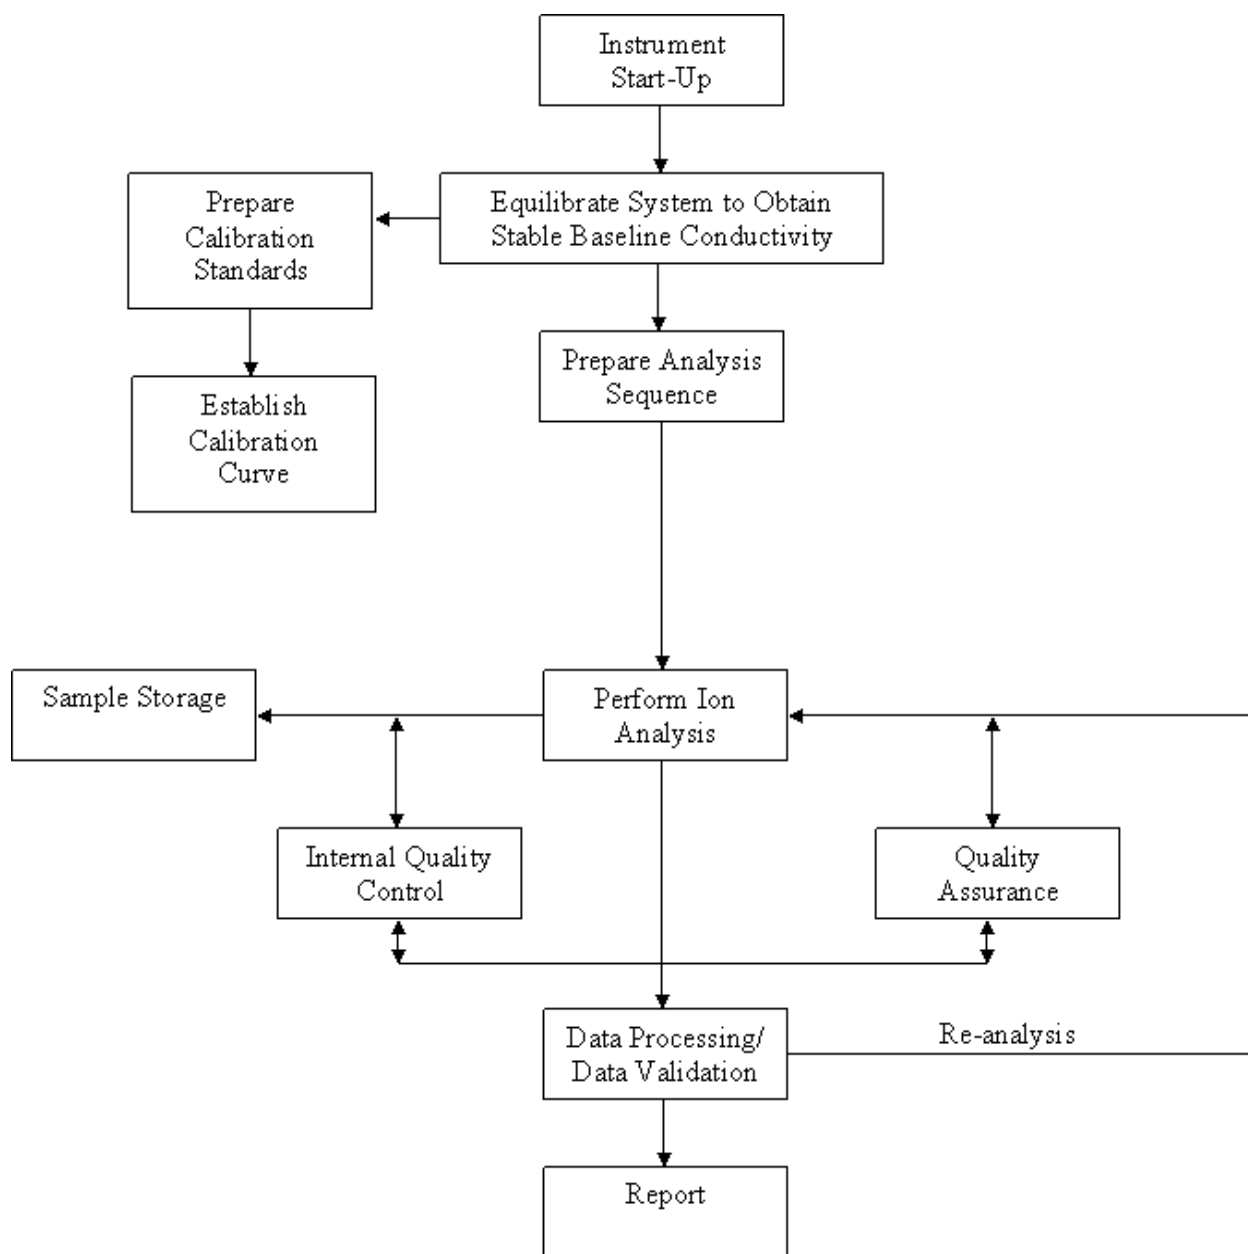 Instrument
Start-Up
Prepare
Calibration
Standards
Equilibrate System to Obtain
Stable Baseline Conductivity
Prepare Analysis
Sequence
Establish
Calibration
Curve
Sample Storage
Perform Ion
Analysis
Internal Quality
Control
Quality
Assurance
Data Processing/
Data Validation
Re-analysis
Report